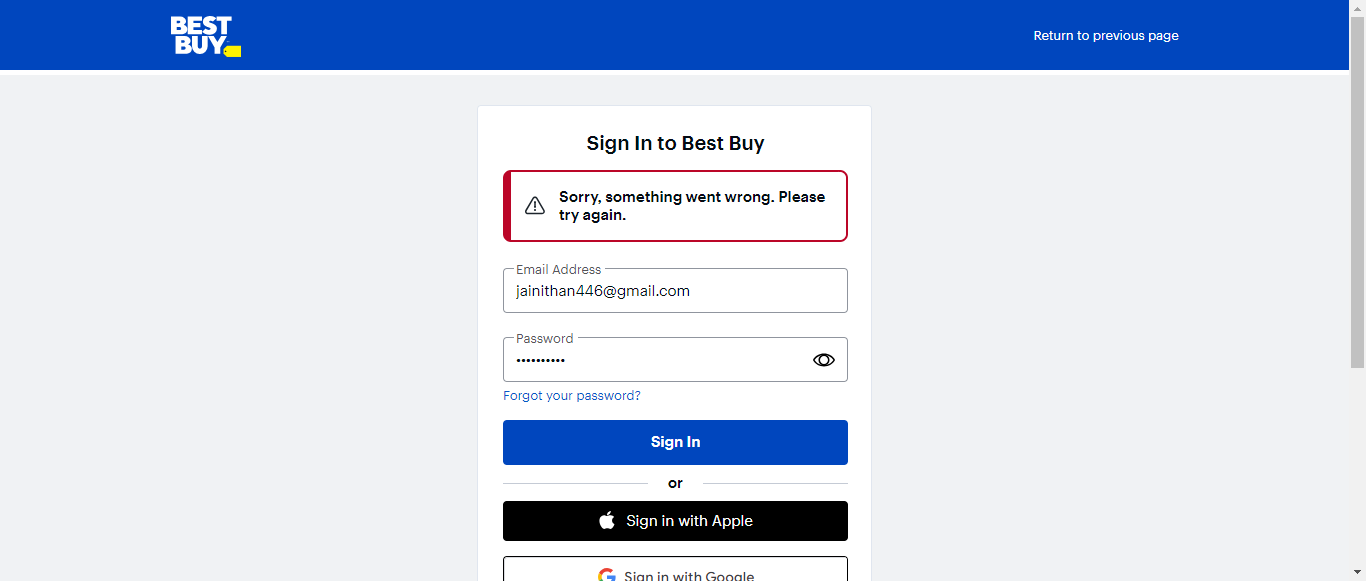 BEST
BUY
Return to previous page
Sign In to Best Buy
Sorry, something went wrong. Please
try again.
Email Address
jainithan446@gmail.com
Password
••••••••••
Forgot your password?
Sign In
or
Sign in with Apple
Sign in with Google